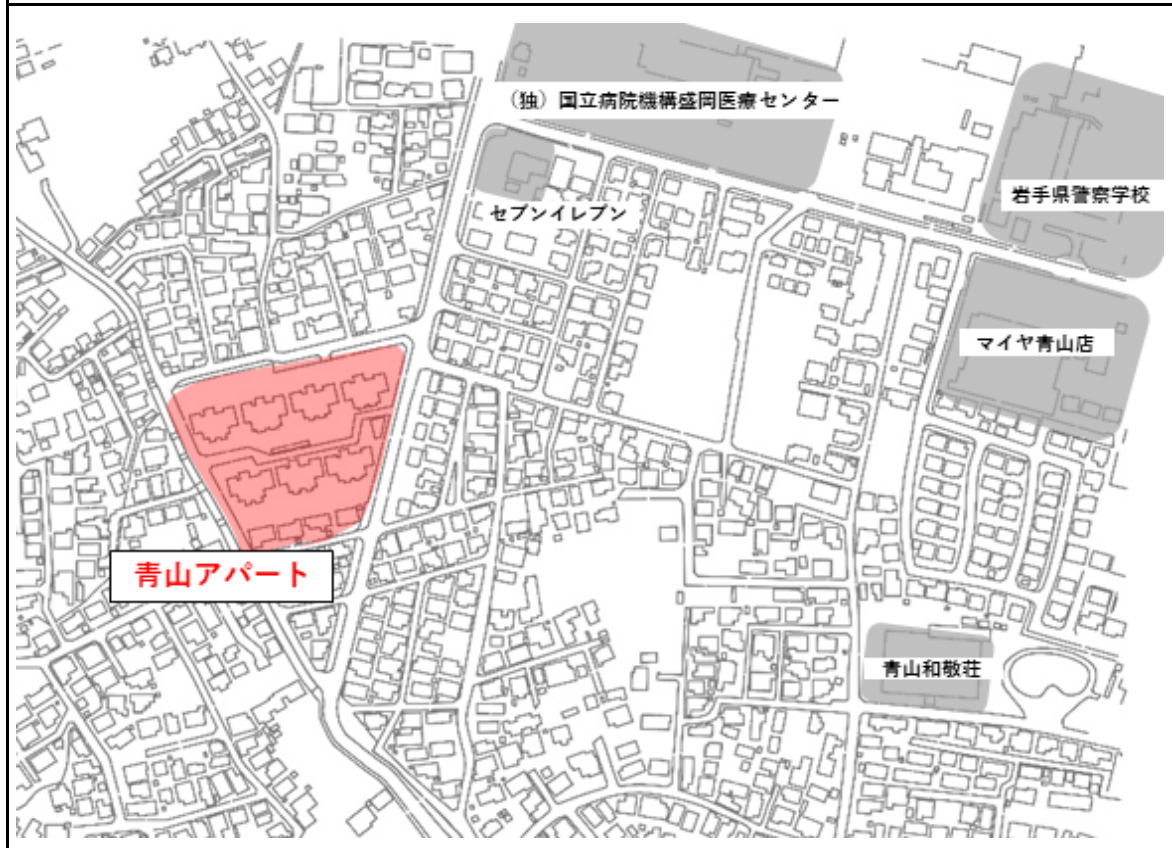 （独）国立病院機構盛岡医療センター
岩手県警察学校
セブンイレブン
マイヤ青山店
青山アパート
青山和敬荘